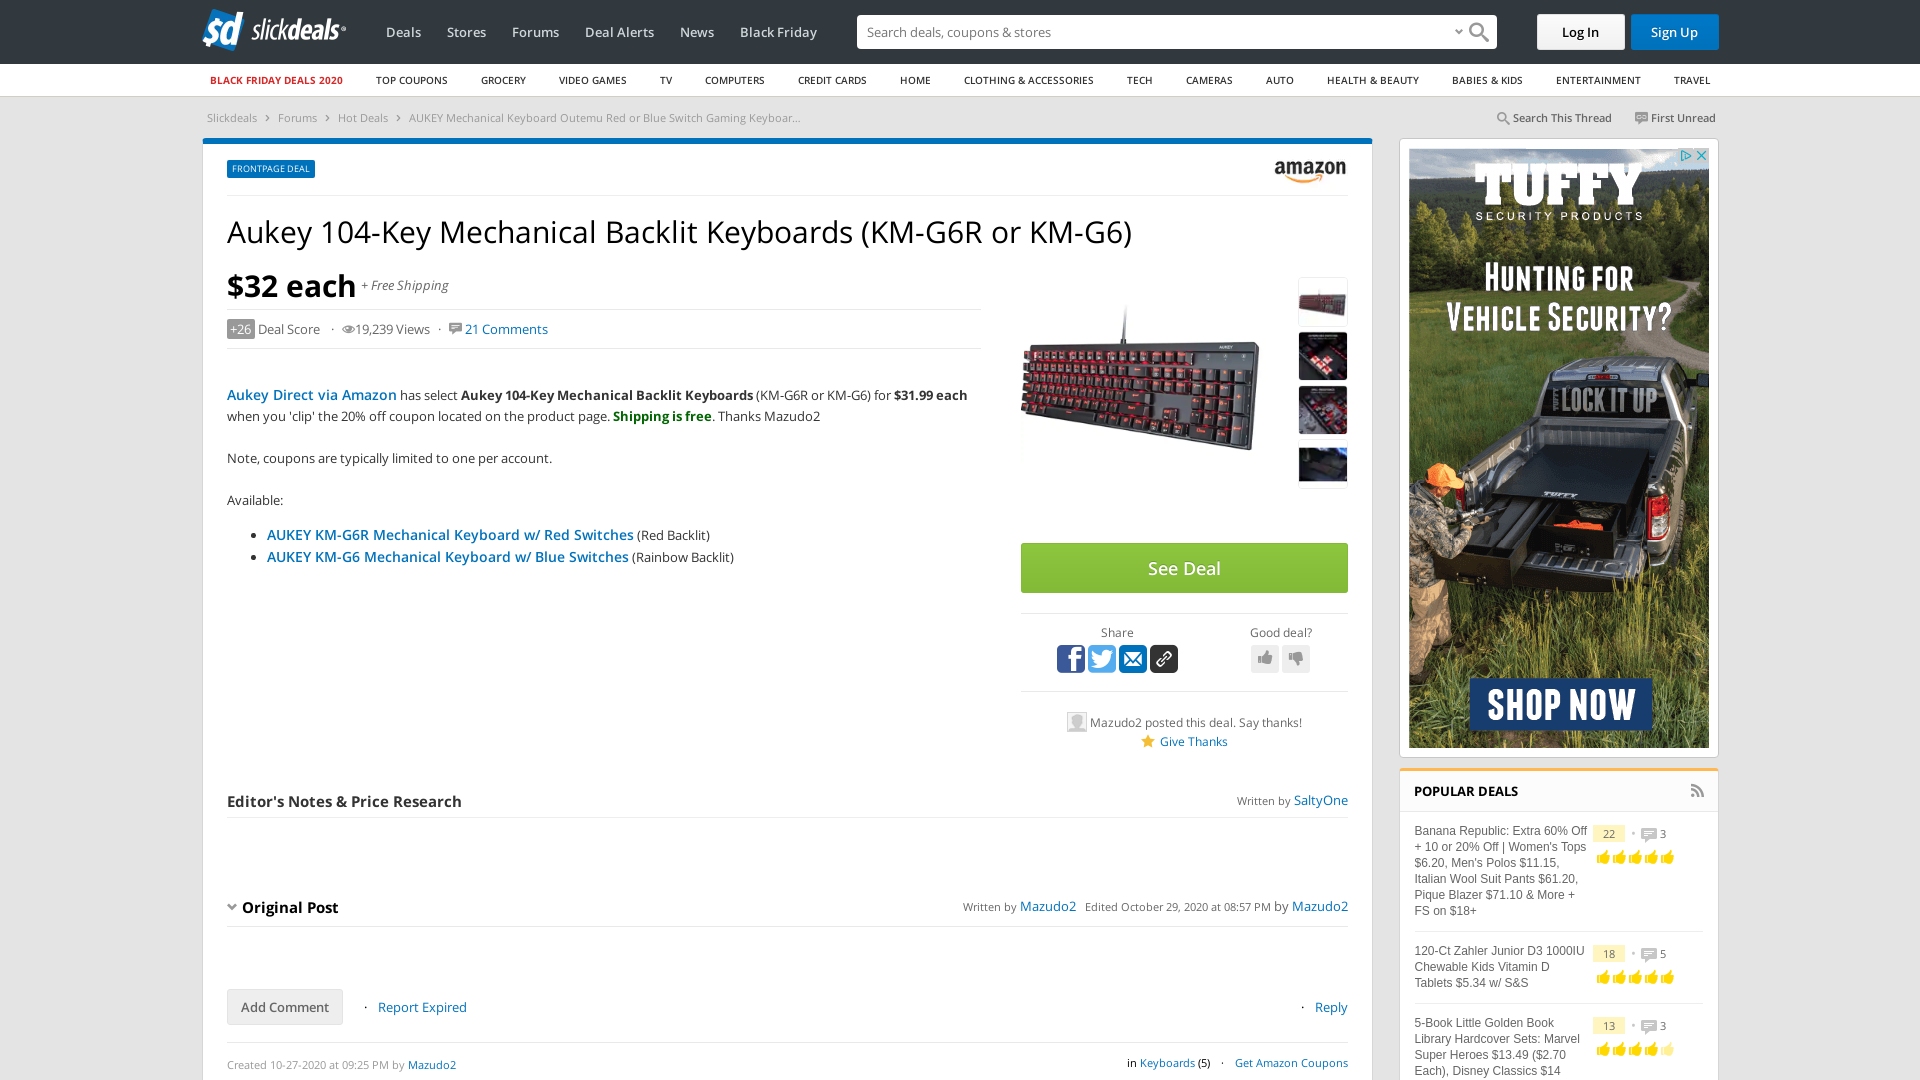 slickdeals
Deals Stores Forums Deal Alerts News Black Friday
Search deals, coupons & stores
Log In
Sign Up
BLACK FRIDAY DEALS 2020 TOP COUPONS GROCERY VIDEO GAMES TV COMPUTERS CREDIT CARDS HOME CLOTHING & ACCESSORIES TECH CAMERAS AUTO HEALTH & BEAUTY BABIES & KIDS ENTERTAINMENT TRAVEL
Slickdeals > Forums > Hot Deals > AUKEY Mechanical Keyboard Outemu Red or Blue Switch Gaming Keyboar...
Search This Thread First Unread
FRONTPAGE DEAL
amazon
Aukey 104-Key Mechanical Backlit Keyboards (KM-G6R or KM-G6)
$32 each + Free Shipping
+26 Deal Score · 19,239 Views · 21 Comments
Aukey Direct via Amazon has select Aukey 104-Key Mechanical Backlit Keyboards (KM-G6R or KM-G6) for $31.99 each
when you 'clip' the 20% off coupon located on the product page. Shipping is free. Thanks Mazudo2
Note, coupons are typically limited to one per account.
Available:
• AUKEY KM-G6R Mechanical Keyboard w/ Red Switches (Red Backlit)
• AUKEY KM-G6 Mechanical Keyboard w/ Blue Switches (Rainbow Backlit)
AUKEY
See Deal
Share
Good deal?
Mazudo2 posted this deal. Say thanks!
Give Thanks
Editor's Notes & Price Research
Written by SaltyOne
Original Post
Written by Mazudo2 Edited October 29, 2020 at 08:57 PM by Mazudo2
Add Comment · Report Expired
· Reply
Created 10-27-2020 at 09:25 PM by Mazudo2
in Keyboards (5) · Get Amazon Coupons
TUFFY
SECURITY PRODUCTS
HUNTING FOR
VEHICLE SECURITY?
LOCK IT UP
TUFFY
SHOP NOW
POPULAR DEALS
Banana Republic: Extra 60% Off
+ 10 or 20% Off | Women's Tops
$6.20, Men's Polos $11.15,
Italian Wool Suit Pants $61.20,
Pique Blazer $71.10 & More +
FS on $18+
22 • 3
120-Ct Zahler Junior D3 1000IU
Chewable Kids Vitamin D
Tablets $5.34 w/ S&S
18 • 5
5-Book Little Golden Book
Library Hardcover Sets: Marvel
Super Heroes $13.49 ($2.70
Each), Disney Classics $14
13 • 3